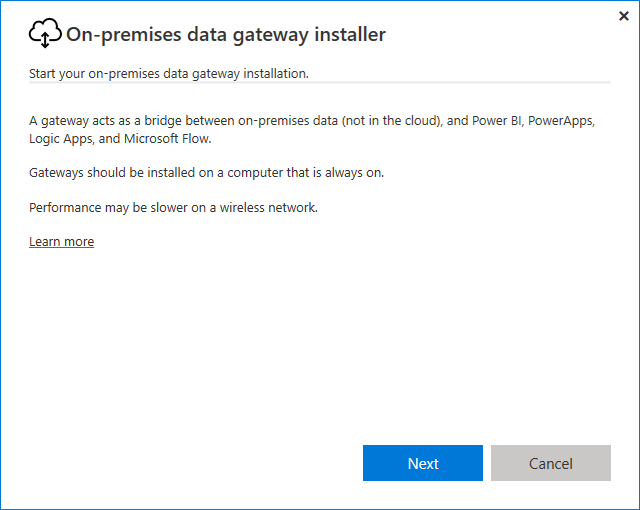 On-premises data gateway installer
Start your on-premises data gateway installation.
A gateway acts as a bridge between on-premises data (not in the cloud), and Power BI, PowerApps,
Logic Apps, and Microsoft Flow.
Gateways should be installed on a computer that is always on.
Performance may be slower on a wireless network.
Learn more
Next
Cancel